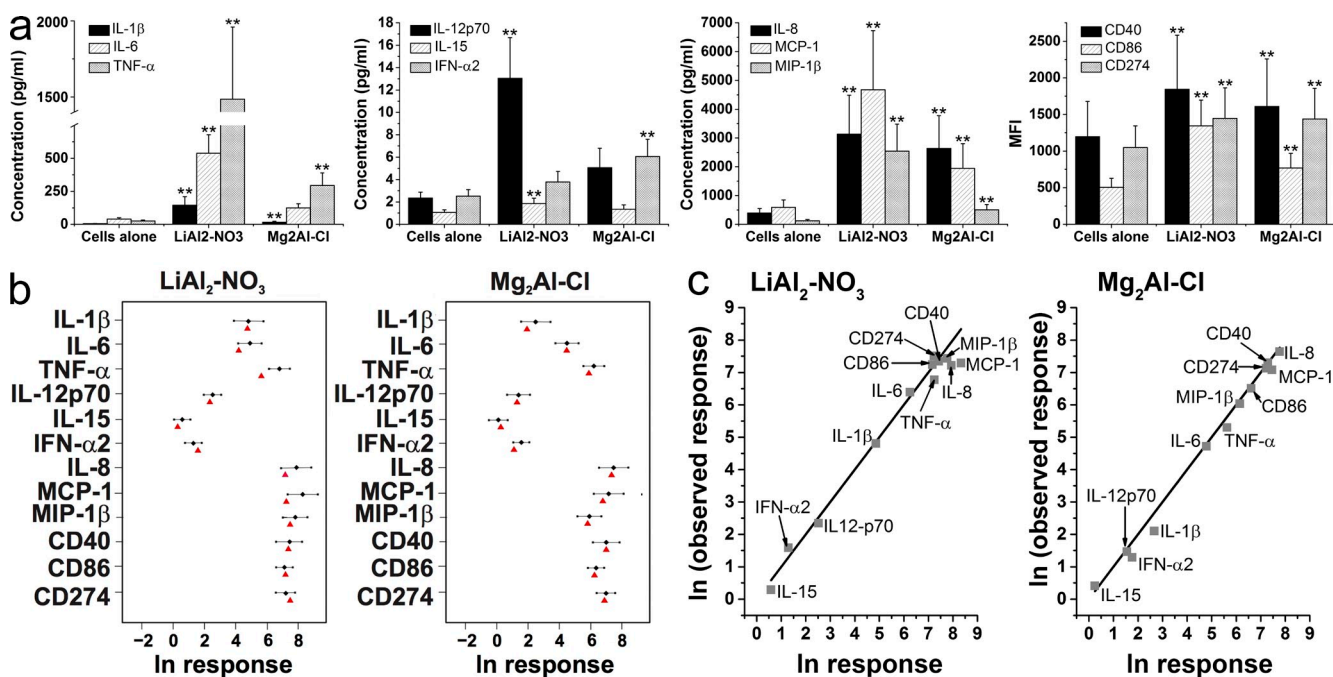 a
Concentration (pg/ml)
2000
1500
500
250
0
IL-1β
IL-6
TNF-α
**
**
**
**
**
Cells alone
LiAl2-NO3
Mg2Al-Cl
Concentration (pg/ml)
18
16
14
12
10
8
6
4
2
0
IL-12p70
IL-15
IFN-α2
**
**
**
Cells alone
LiAl2-NO3
Mg2Al-Cl
Concentration (pg/ml)
7000
6000
5000
4000
3000
2000
1000
0
IL-8
MCP-1
MIP-1β
**
**
**
**
**
**
Cells alone
LiAl2-NO3
Mg2Al-Cl
MFI
2500
2000
1500
1000
500
0
CD40
CD86
CD274
**
**
**
**
**
**
Cells alone
LiAl2-NO3
Mg2Al-Cl
b
LiAl₂-NO₃
IL-1β
IL-6
TNF-α
IL-12p70
IL-15
IFN-α2
IL-8
MCP-1
MIP-1β
CD40
CD86
CD274
−2 0 2 4 6 8
ln response
Mg₂Al-Cl
IL-1β
IL-6
TNF-α
IL-12p70
IL-15
IFN-α2
IL-8
MCP-1
MIP-1β
CD40
CD86
CD274
−2 0 2 4 6 8
ln response
c
LiAl₂-NO₃
ln (observed response)
9
8
7
6
5
4
3
2
1
0
CD40
CD274
MIP-1β
CD86
MCP-1
IL-6
IL-8
TNF-α
IL-1β
IFN-α2
IL12-p70
IL-15
0 1 2 3 4 5 6 7 8 9
ln response
Mg₂Al-Cl
ln (observed response)
9
8
7
6
5
4
3
2
1
0
CD40
IL-8
CD274
MCP-1
MIP-1β
CD86
IL-6
TNF-α
IL-12p70
IL-1β
IFN-α2
IL-15
0 1 2 3 4 5 6 7 8 9
ln response